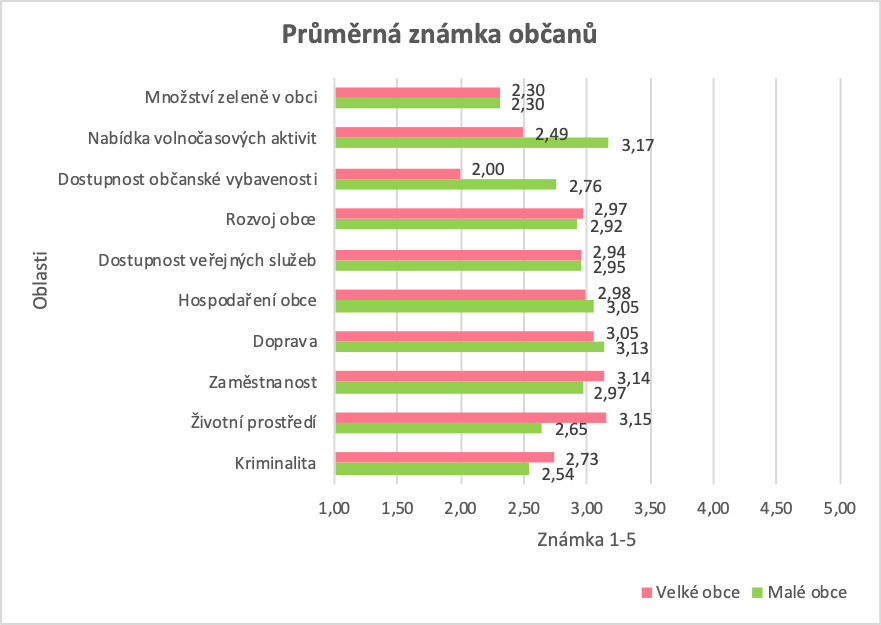 Průměrná známka občanů
Oblasti
Množství zeleně v obci
2,30
2,30
Nabídka volnočasových aktivit
2,49
3,17
Dostupnost občanské vybavenosti
2,00
2,76
Rozvoj obce
2,97
2,92
Dostupnost veřejných služeb
2,94
2,95
Hospodaření obce
2,98
3,05
Doprava
3,05
3,13
Zaměstnanost
3,14
2,97
Životní prostředí
3,15
2,65
Kriminalita
2,73
2,54
1,00 1,50 2,00 2,50 3,00 3,50 4,00 4,50 5,00
Známka 1-5
Velké obce Malé obce